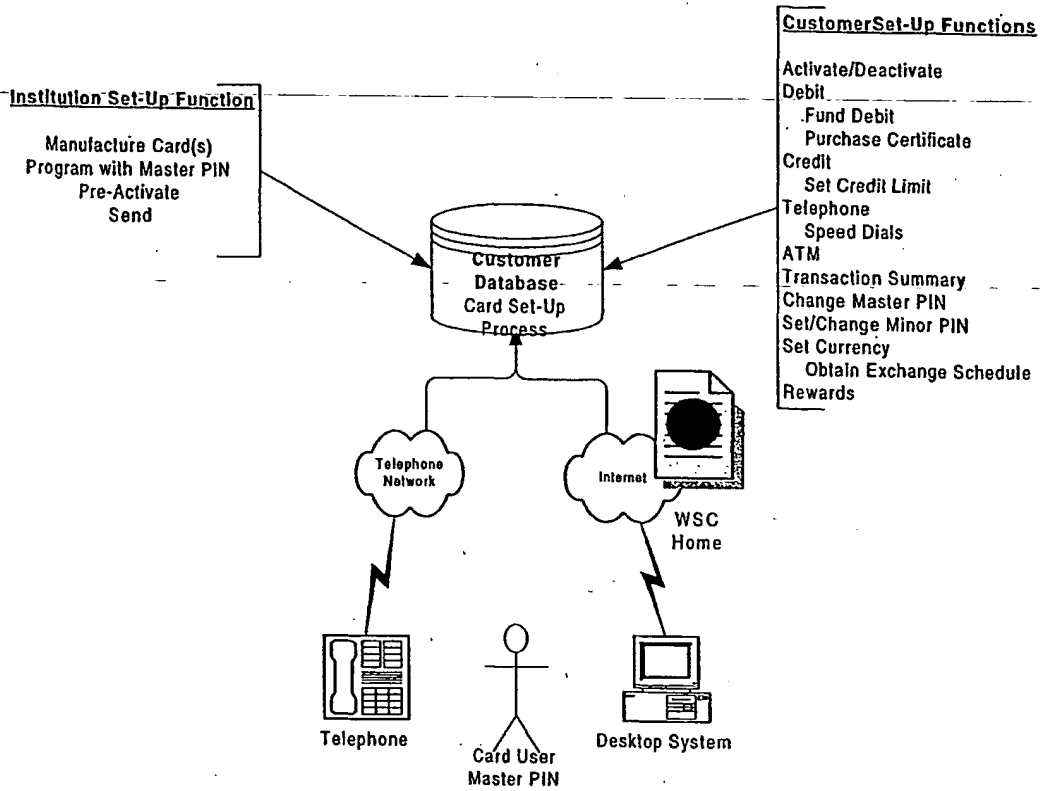 CustomerSet-Up Functions
Activate/Deactivate
Debit
Fund Debit
Purchase Certificate
Credit
Set Credit Limit
Telephone
Speed Dials
ATM
Transaction Summary
Change Master PIN
Set/Change Minor PIN
Set Currency
Obtain Exchange Schedule
Rewards
Institution Set-Up Function
Manufacture Card(s)
Program with Master PIN
Pre-Activate
Send
Customer
Database
Card Set-Up
Process
Telephone
Network
Internet
WSC
Home
Telephone
Card User
Master PIN
Desktop System